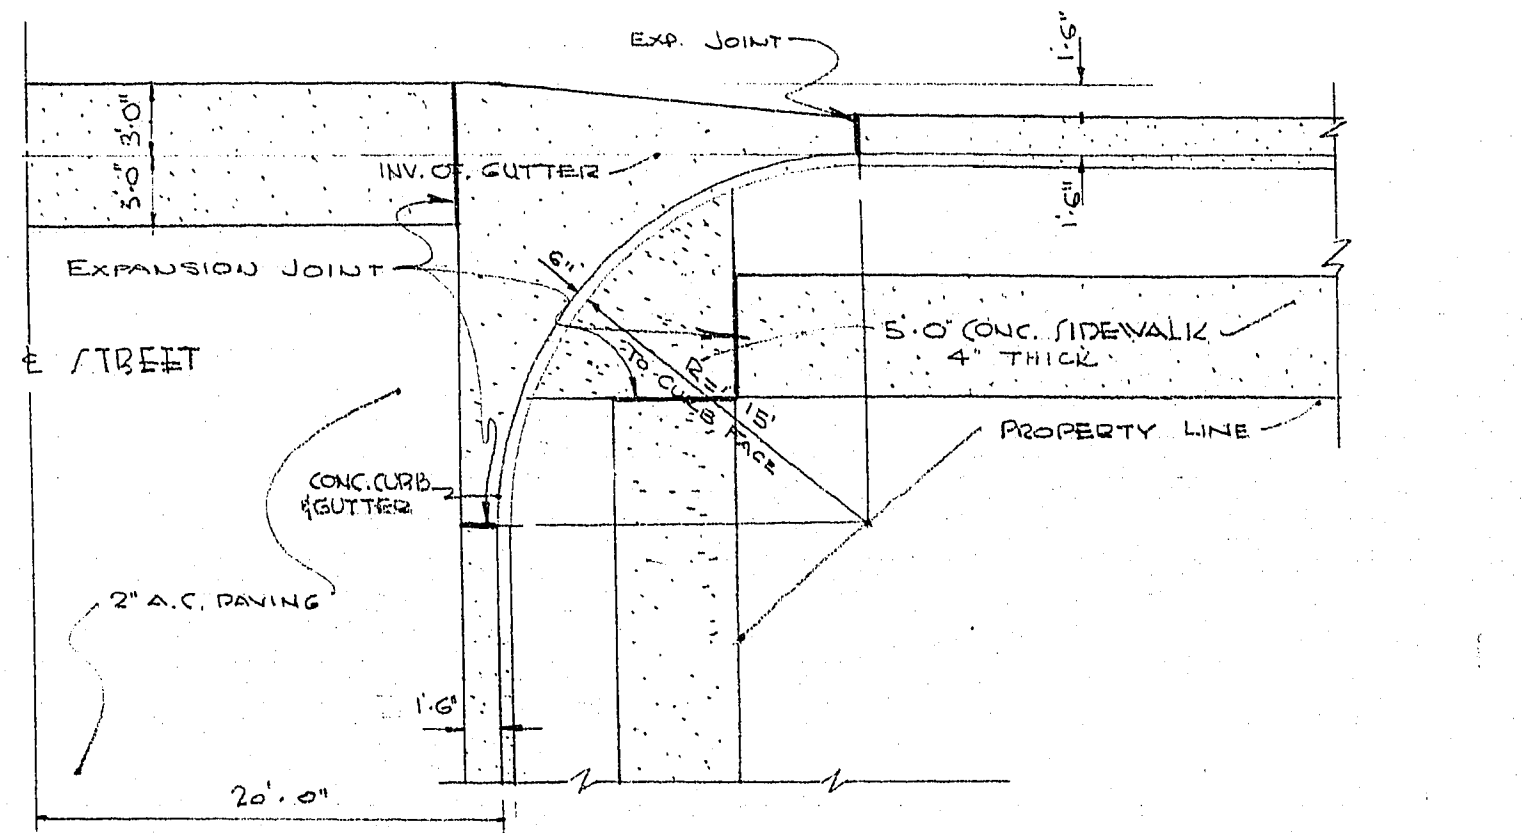 EXP. JOINT
1'-6"
3'-0"
3'-0"
INV. OF. GUTTER
1'-6"
EXPANSION JOINT
6"
5'-0" CONC. SIDEWALK
4" THICK
℄ STREET
R = 15'
TO CURB FACE
PROPERTY LINE
CONC. CURB
& GUTTER
2" A.C. PAVING
1'-6"
20'-0"